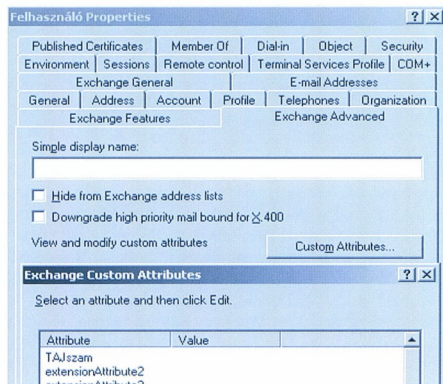 Felhasználó Properties
Published Certificates Member Of Dial-in Object Security
Environment Sessions Remote control Terminal Services Profile COM+
Exchange General E-mail Addresses
General Address Account Profile Telephones Organization
Exchange Features Exchange Advanced
Simple display name:
Hide from Exchange address lists
Downgrade high priority mail bound for X.400
View and modify custom attributes Custom Attributes...
Exchange Custom Attributes
Select an attribute and then click Edit.
Attribute Value
TAJszam
extensionAttribute2